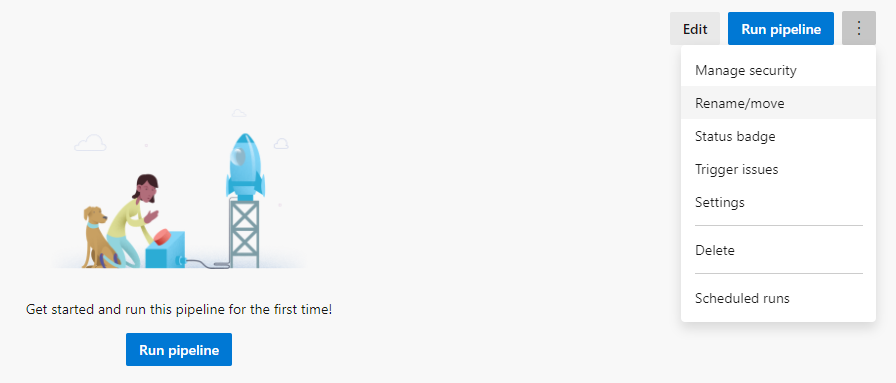 Edit
Run pipeline
Manage security
Rename/move
Status badge
Trigger issues
Settings
Delete
Scheduled runs
Get started and run this pipeline for the first time!
Run pipeline